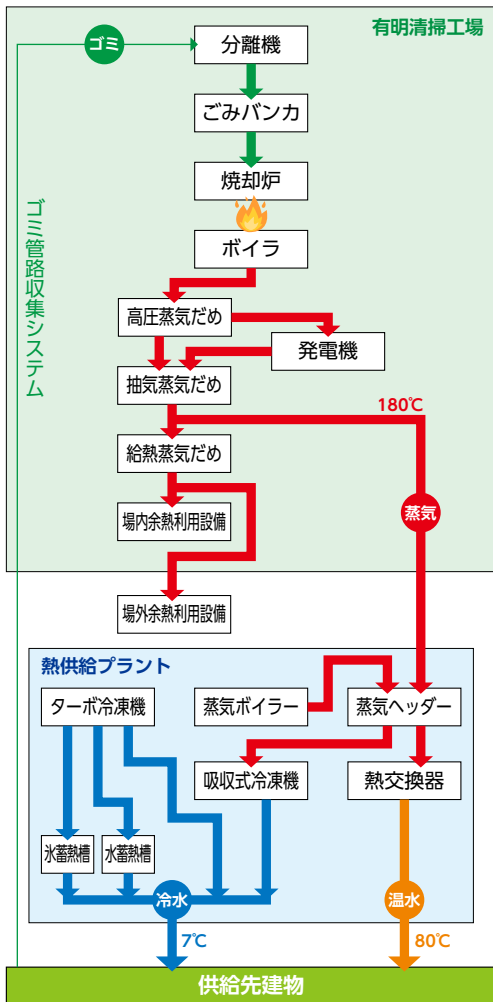 有明清掃工場
ゴミ
分離機
ごみバンカ
焼却炉
ボイラ
ゴミ管路収集システム
高圧蒸気だめ
発電機
抽気蒸気だめ
180℃
給熱蒸気だめ
場内余熱利用設備
蒸気
場外余熱利用設備
熱供給プラント
ターボ冷凍機
蒸気ボイラー
蒸気ヘッダー
吸収式冷凍機
熱交換器
氷蓄熱槽
水蓄熱槽
冷水
温水
7℃
80℃
供給先建物